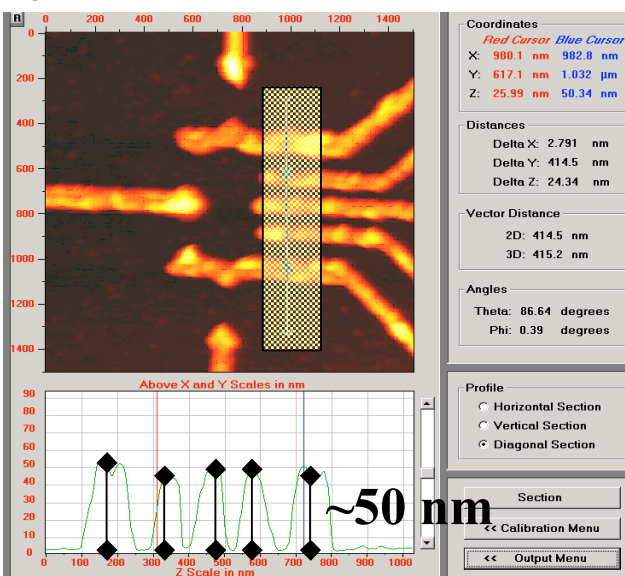 R
0 200 400 600 800 1000 1200 1400
0
200
400
600
800
1000
1200
1400
Above X and Y Scales in nm
90
80
70
60
50
40
30
20
10
0
0 100 200 300 400 500 600 700 800 900 1000
Z Scale in nm
~50 nm
Coordinates
Red Cursor Blue Cursor
X: 980.1 nm 982.8 nm
Y: 617.1 nm 1.032 µm
Z: 25.99 nm 50.34 nm
Distances
Delta X: 2.791 nm
Delta Y: 414.5 nm
Delta Z: 24.34 nm
Vector Distance
2D: 414.5 nm
3D: 415.2 nm
Angles
Theta: 86.64 degrees
Phi: 0.39 degrees
Profile
Horizontal Section
Vertical Section
Diagonal Section
Section
<< Calibration Menu
<< Output Menu